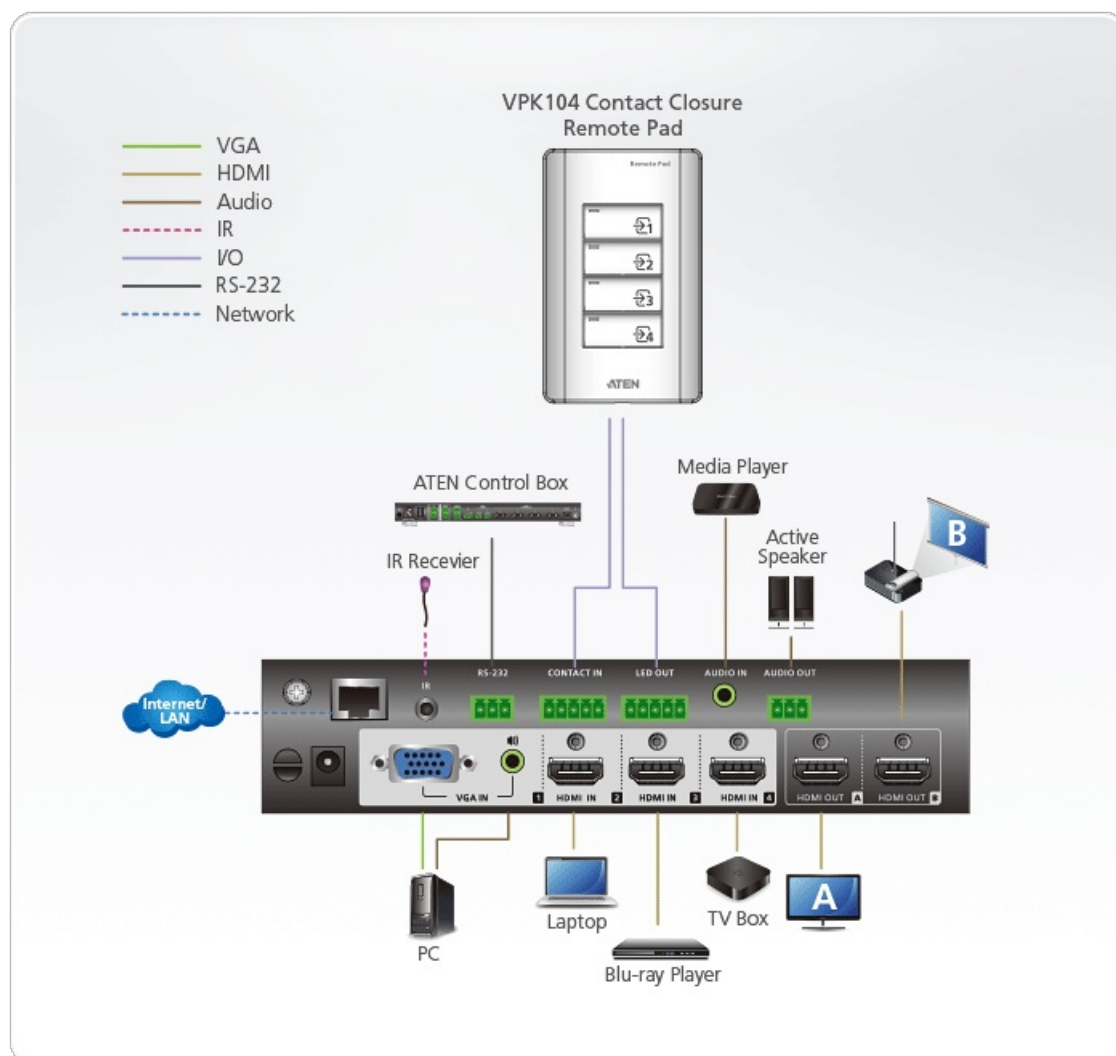 VPK104 Contact Closure
Remote Pad
VGA
HDMI
Audio
IR
I/O
RS-232
Network
Remote Pad
1
2
3
4
ATEN
ATEN Control Box
Media Player
IR Recevier
Active
Speaker
B
Internet/
LAN
IR
RS-232
CONTACT IN
LED OUT
AUDIO IN
AUDIO OUT
VGA IN
1
HDMI IN
2
HDMI IN
3
HDMI IN
4
HDMI OUT
A
HDMI OUT
B
PC
Laptop
Blu-ray Player
TV Box
A